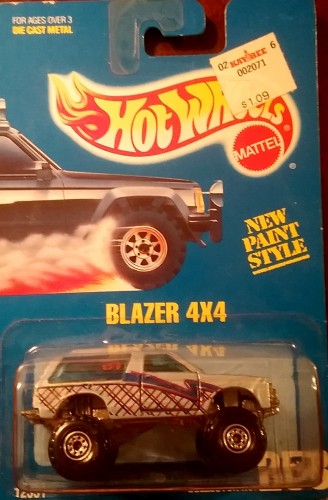 FOR AGES OVER 3
DIE CAST METAL
02 KAY·BEE 6
002071
$1.09
HOT WHEELS
®
MATTEL
®
NEW
PAINT
STYLE
BLAZER 4X4